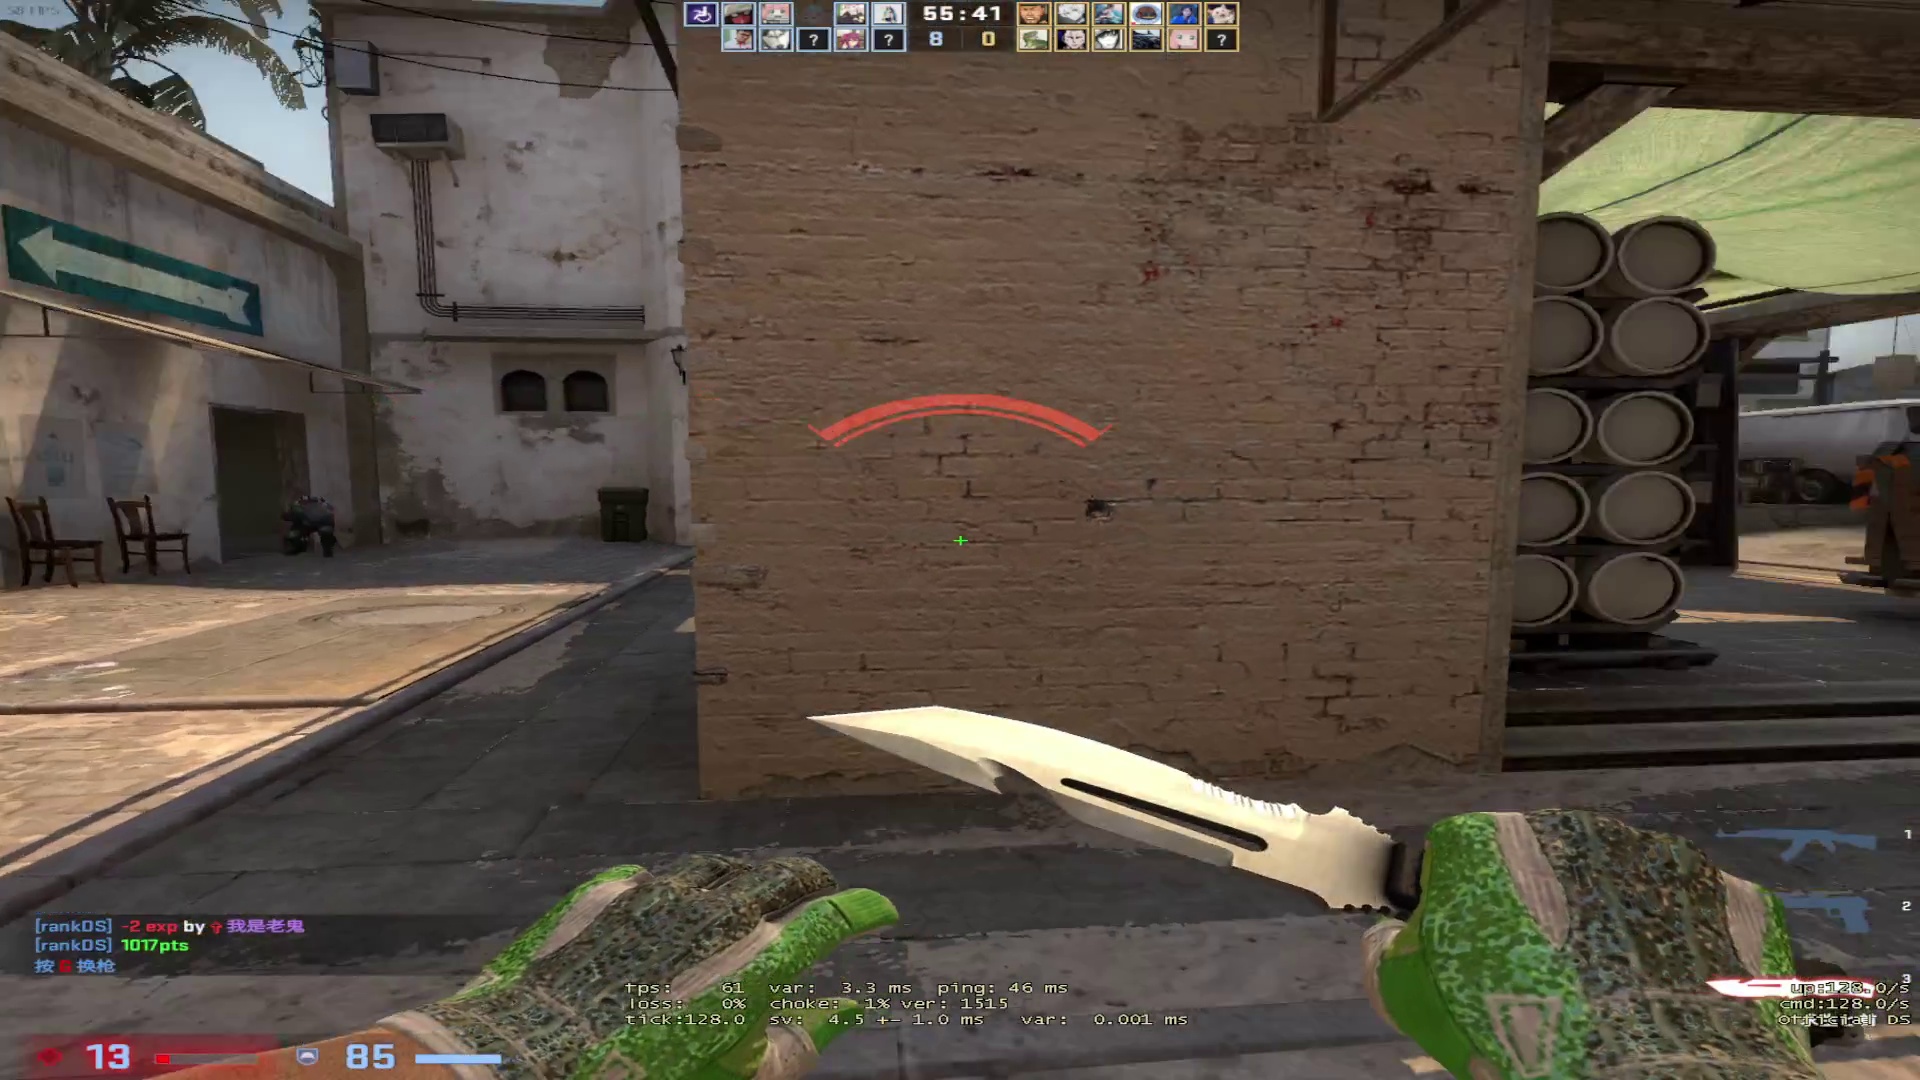 58 FPS
55:41
? ? 8 0 ?
[rankDS] -2 exp by 我是老鬼
[rankDS] 1017pts
按 G 换枪
fps: 61 var: 3.3 ms ping: 46 ms
loss: 0% choke: 1% ver: 1515
tick:128.0 sv: 4.5 +- 1.0 ms var: 0.001 ms
1
2
3
up:128.0/s
cmd:128.0/s
Official DS
13
85